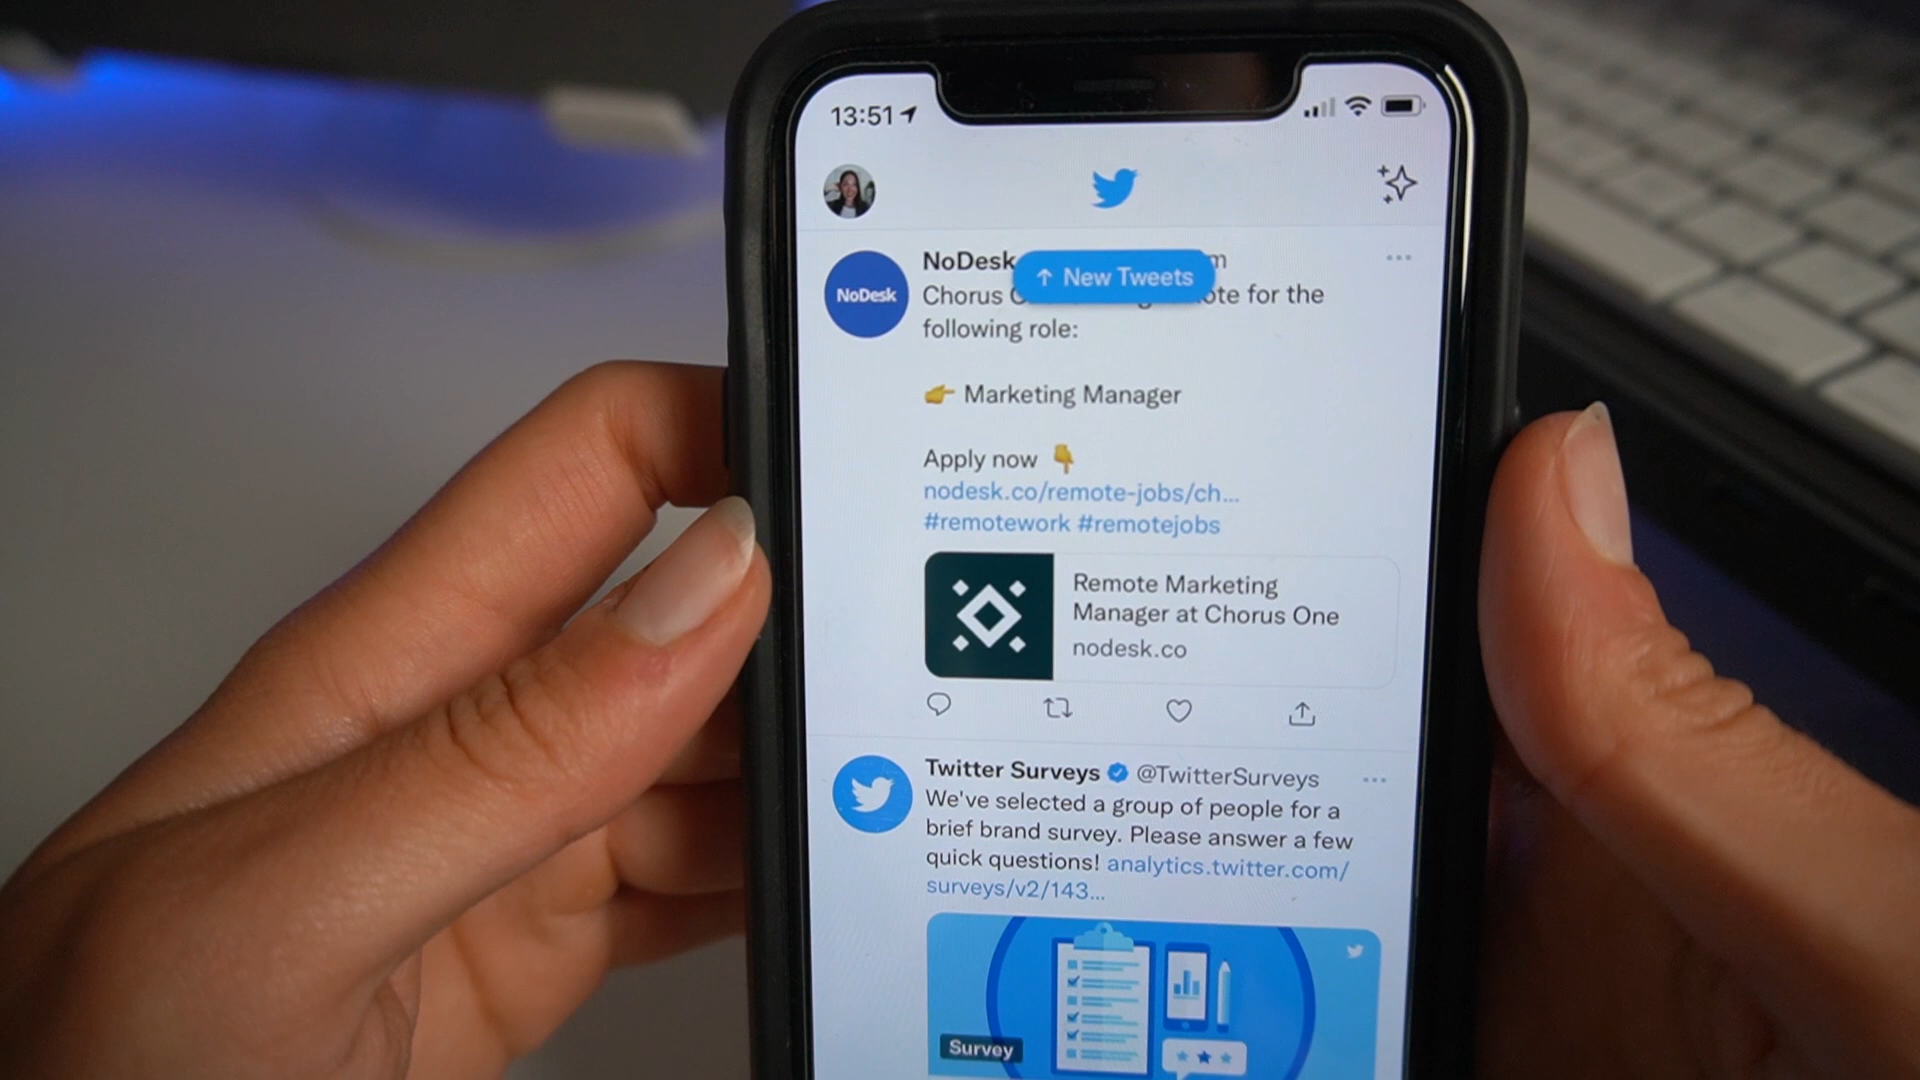 13:51
NoDesk
New Tweets
m
NoDesk
Chorus for the
following role:
👉 Marketing Manager
Apply now 👇
nodesk.co/remote-jobs/ch...
#remotework #remotejobs
Remote Marketing
Manager at Chorus One
nodesk.co
Twitter Surveys @TwitterSurveys
We've selected a group of people for a
brief brand survey. Please answer a few
quick questions! analytics.twitter.com/
surveys/v2/143...
Survey